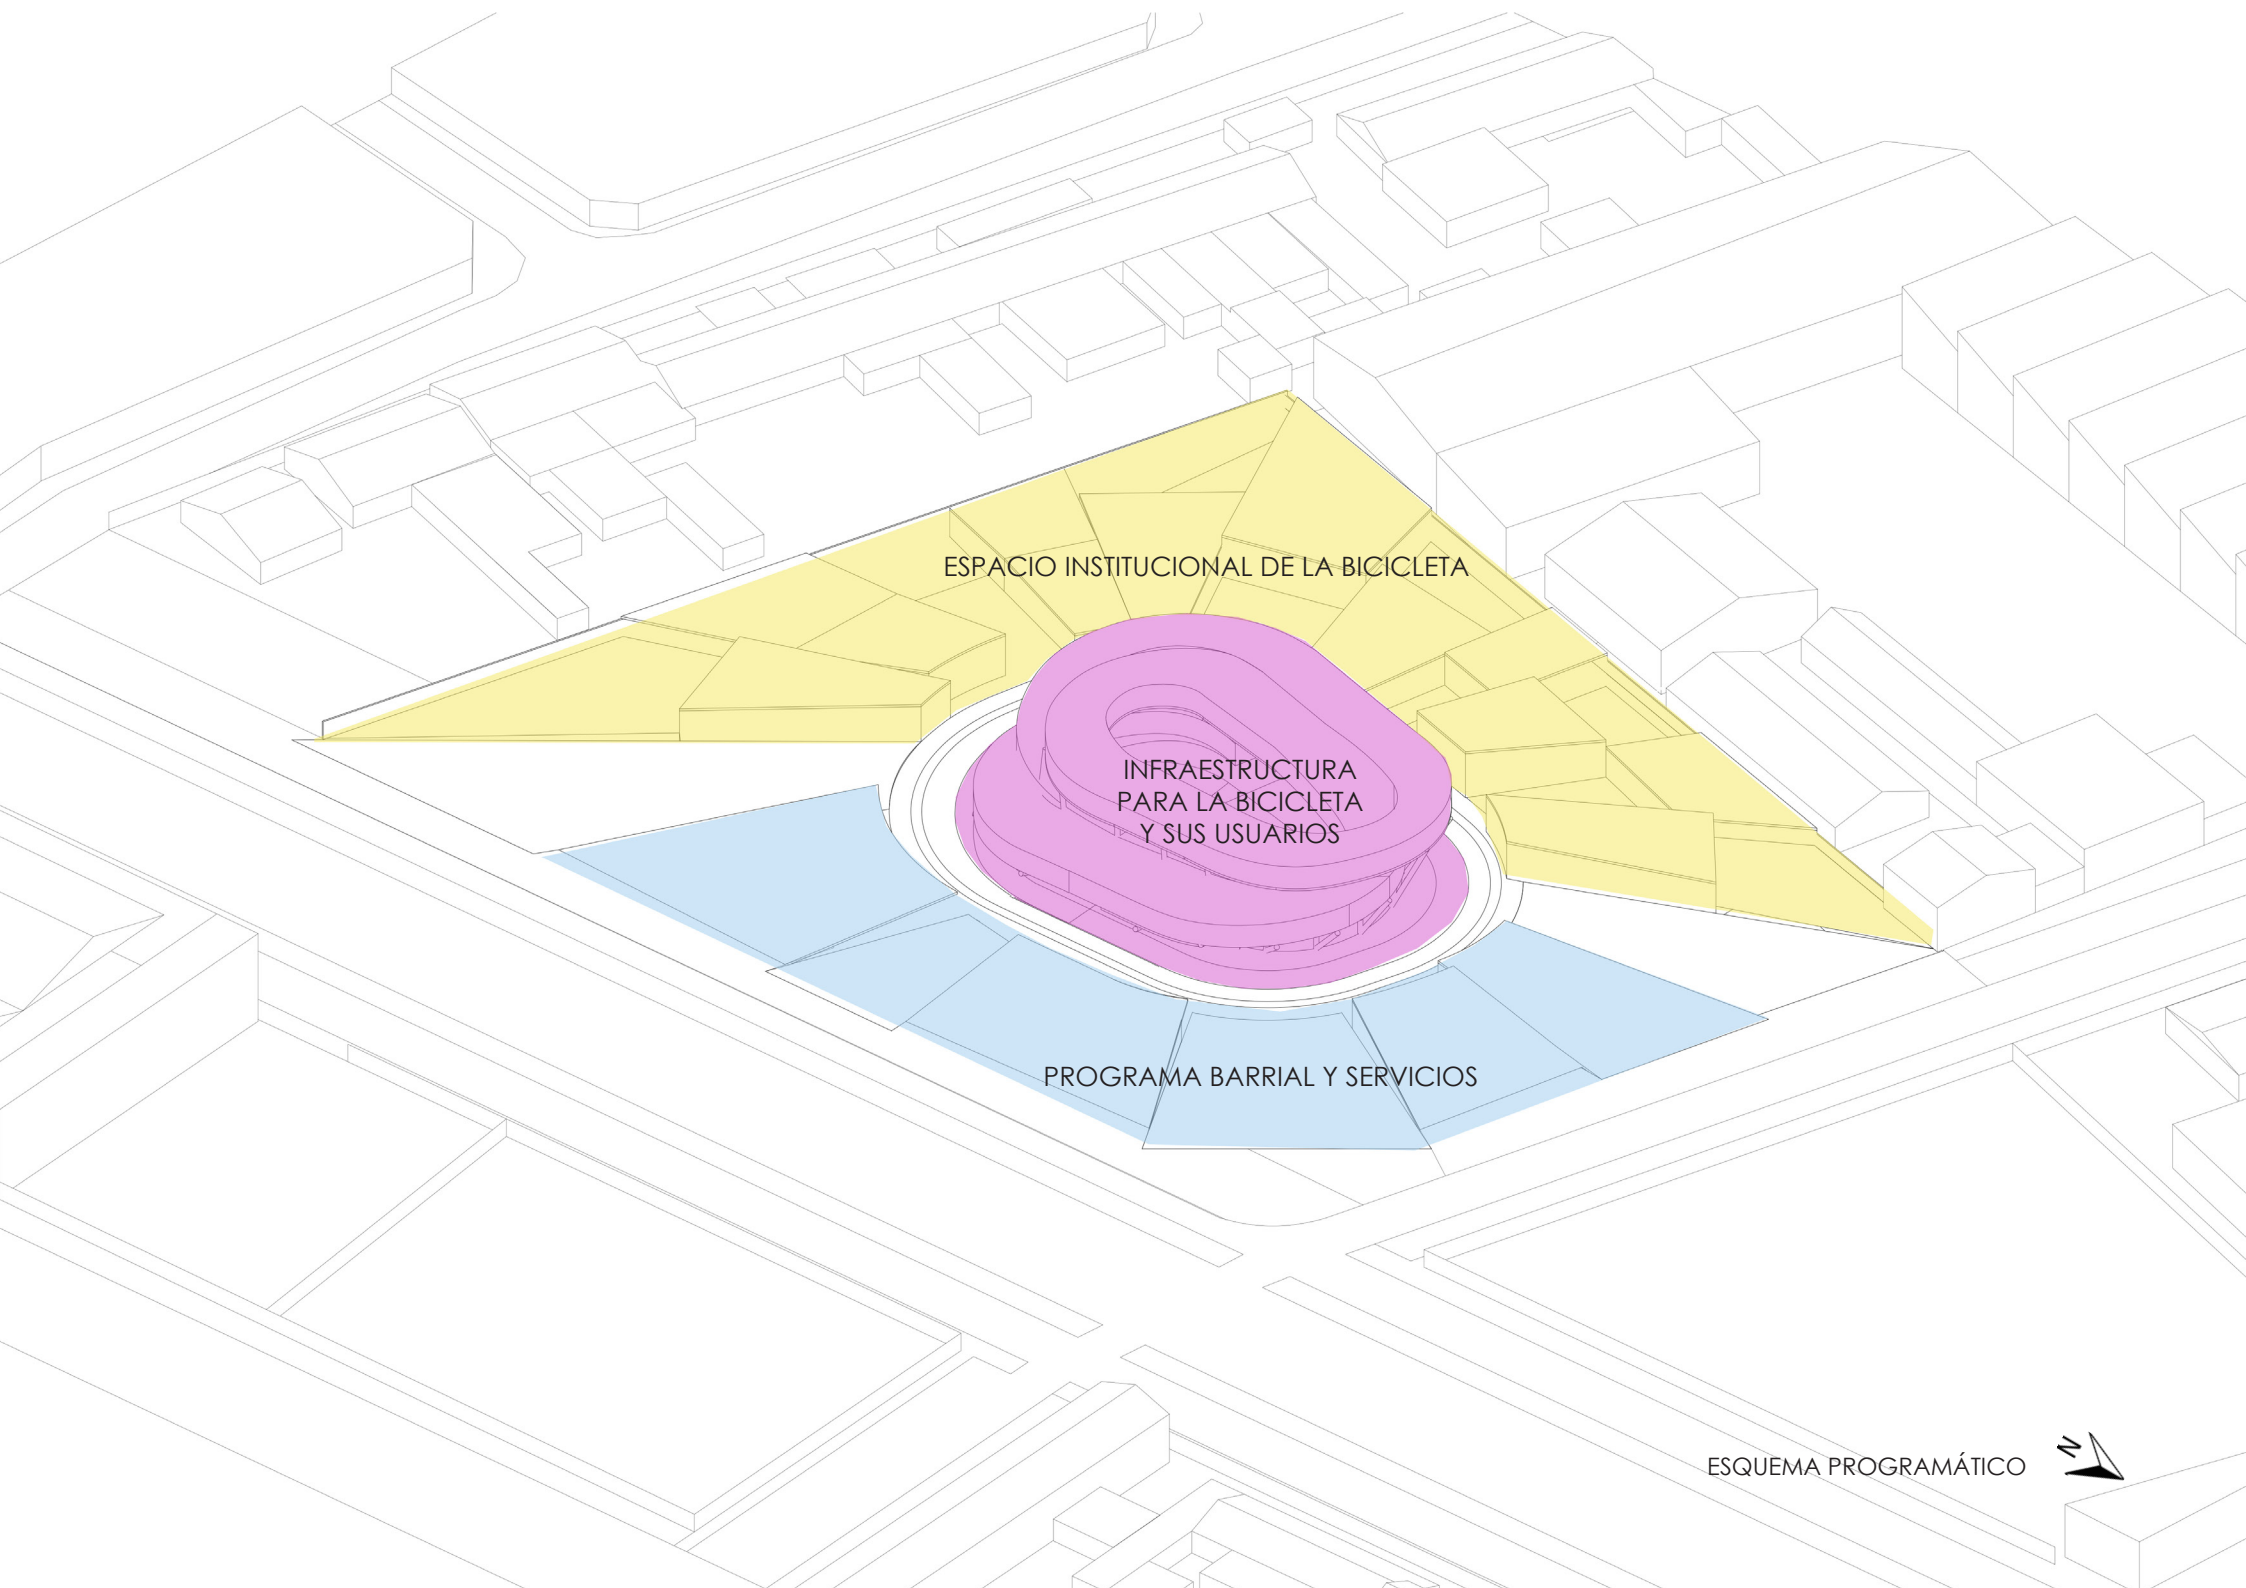 ESPACIO INSTITUCIONAL DE LA BICICLETA
INFRAESTRUCTURA
PARA LA BICICLETA
Y SUS USUARIOS
PROGRAMA BARRIAL Y SERVICIOS
ESQUEMA PROGRAMÁTICO
N